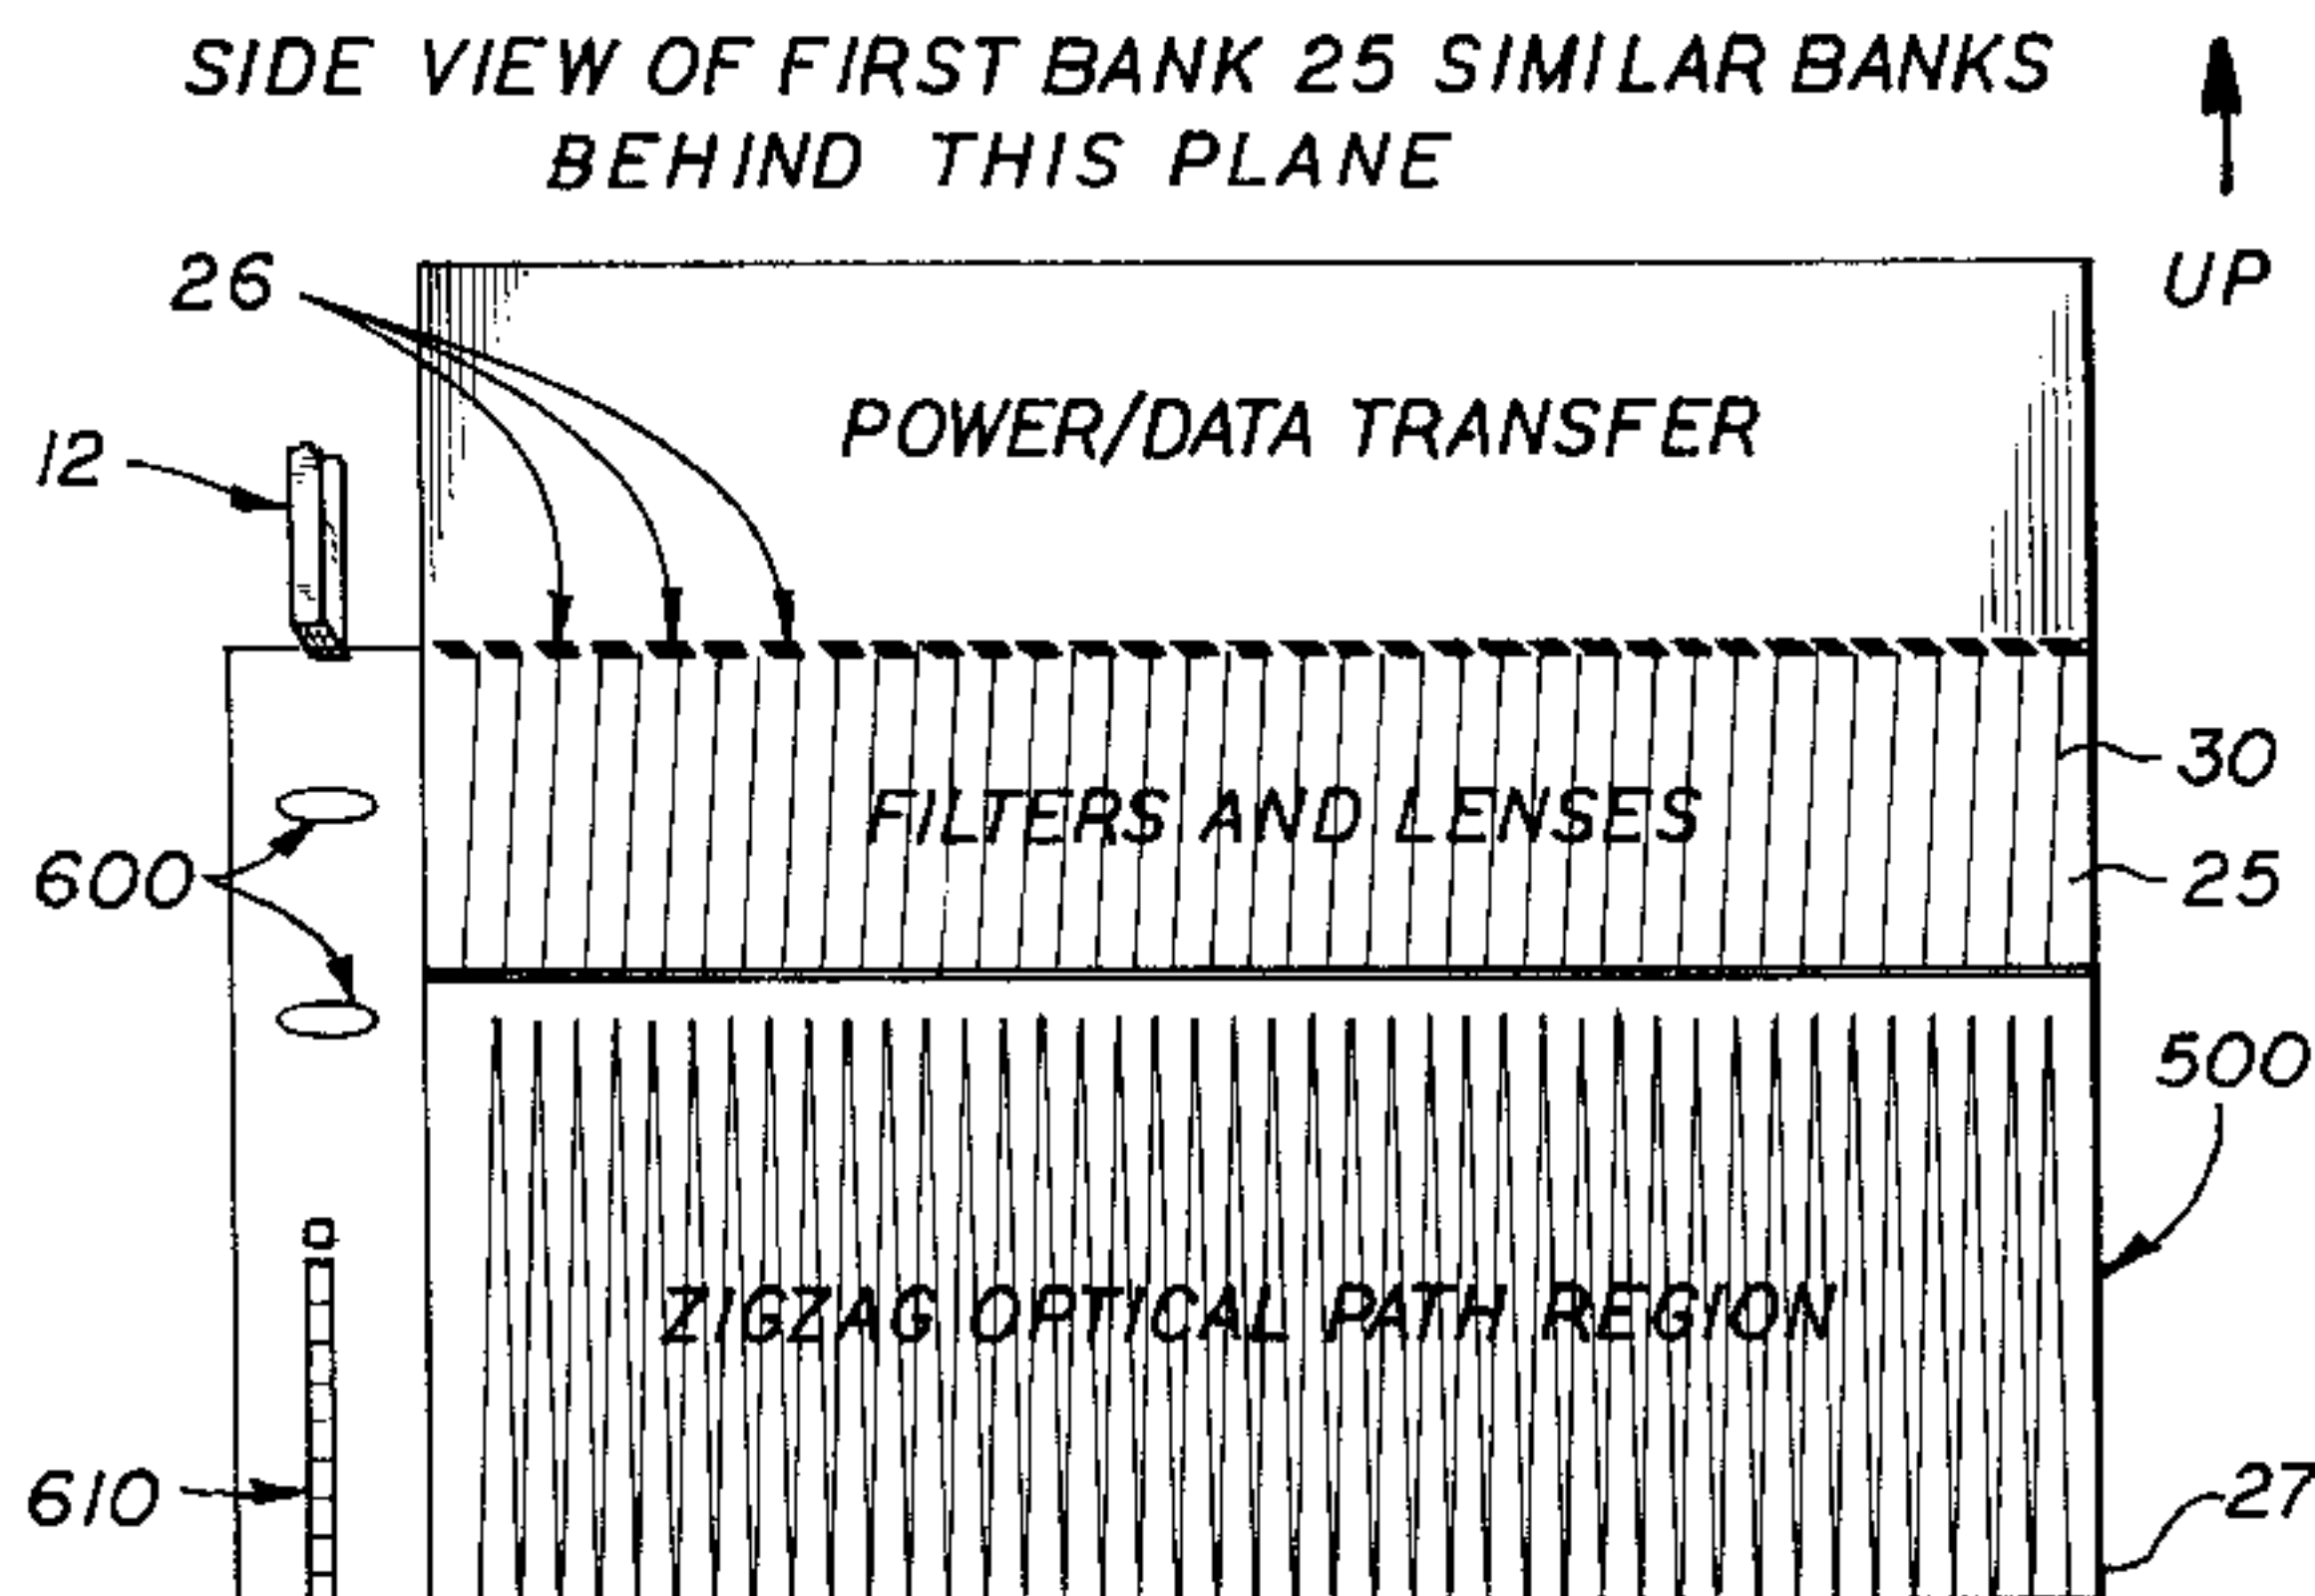 SIDE VIEW OF FIRST BANK 25 SIMILAR BANKS
BEHIND THIS PLANE
UP
26
POWER/DATA TRANSFER
12
30
FILTERS AND LENSES
600
25
500
ZIGZAG OPTICAL PATH REGION
610
27